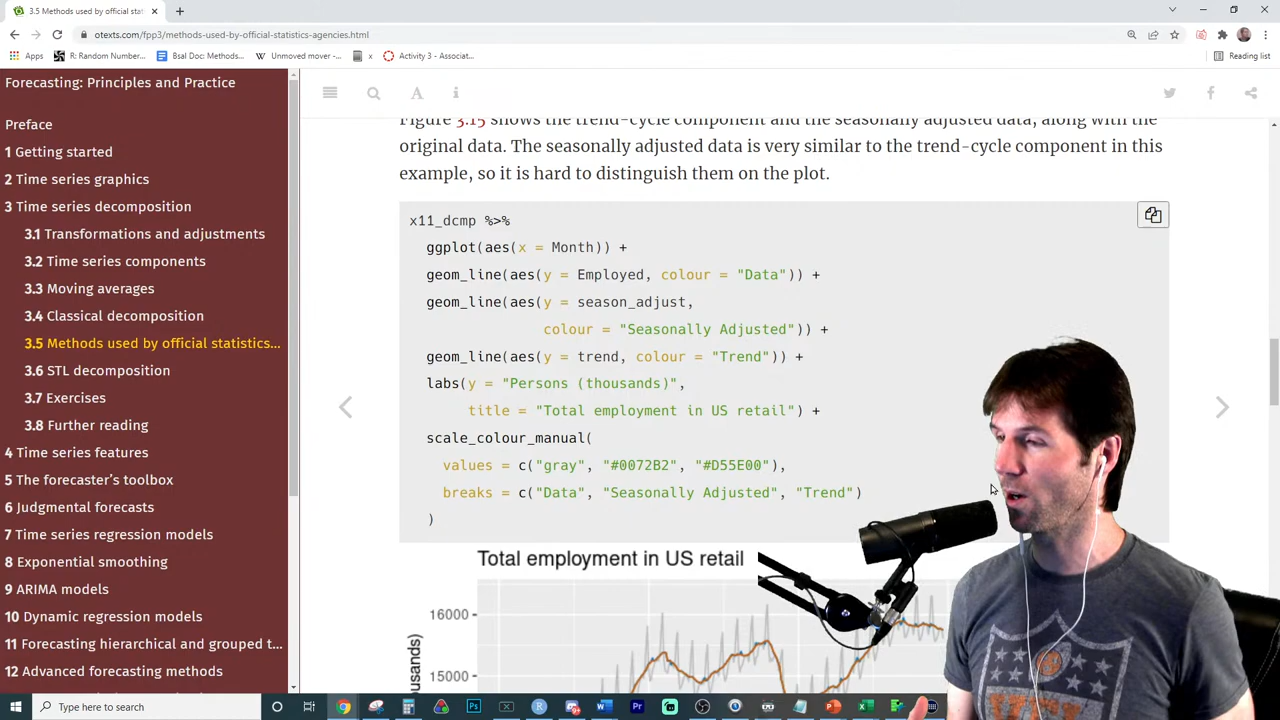 3.5 Methods used by official stat
otexts.com/fpp3/methods-used-by-official-statistics-agencies.html
Apps
R: Random Number...
Bsal Doc: Methods...
Unmoved mover -...
x
Activity 3 - Associat...
Reading list
Forecasting: Principles and Practice
Preface
1 Getting started
2 Time series graphics
3 Time series decomposition
3.1 Transformations and adjustments
3.2 Time series components
3.3 Moving averages
3.4 Classical decomposition
3.5 Methods used by official statistics...
3.6 STL decomposition
3.7 Exercises
3.8 Further reading
4 Time series features
5 The forecaster's toolbox
6 Judgmental forecasts
7 Time series regression models
8 Exponential smoothing
9 ARIMA models
10 Dynamic regression models
11 Forecasting hierarchical and grouped t...
12 Advanced forecasting methods
Figure 3.15 shows the trend-cycle component and the seasonally adjusted data, along with the
original data. The seasonally adjusted data is very similar to the trend-cycle component in this
example, so it is hard to distinguish them on the plot.
x11_dcmp %>%
ggplot(aes(x = Month)) +
geom_line(aes(y = Employed, colour = "Data")) +
geom_line(aes(y = season_adjust,
colour = "Seasonally Adjusted")) +
geom_line(aes(y = trend, colour = "Trend")) +
labs(y = "Persons (thousands)",
title = "Total employment in US retail") +
scale_colour_manual(
values = c("gray", "#0072B2", "#D55E00"),
breaks = c("Data", "Seasonally Adjusted", "Trend")
)
Total employment in US retail
16000
15000
Type here to search